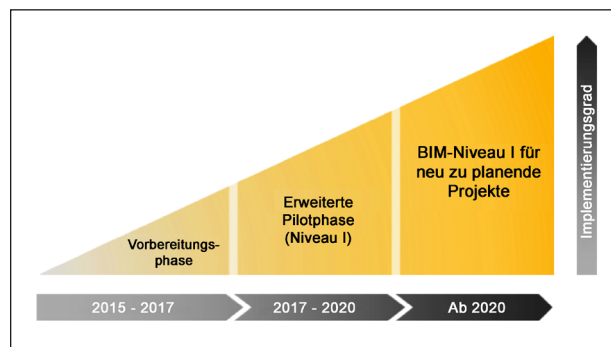 Vorbereitungs-
phase
Erweiterte
Pilotphase
(Niveau I)
BIM-Niveau I für
neu zu planende
Projekte
Implementierungsgrad
2015 - 2017
2017 - 2020
Ab 2020